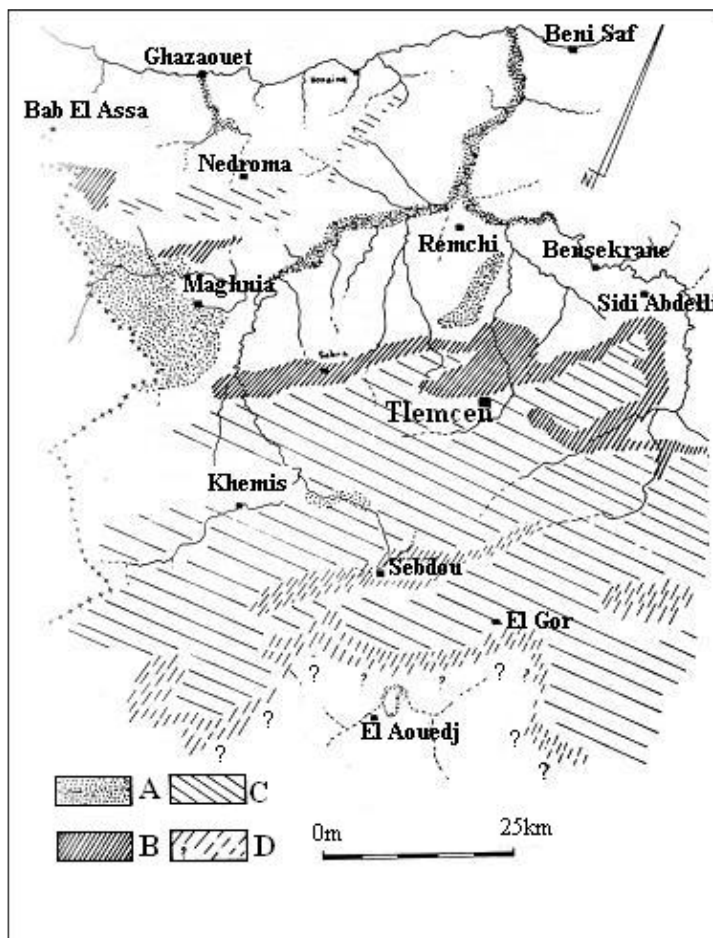 Beni Saf
Ghazaouet
Bab El Assa
Nedroma
N
Remchi
Bensekrane
Maghnia
Sidi Abdelli
Sabra
Tlemcen
Khemis
Sebdou
El Gor
?
?
?
?
?
?
?
?
El Aouedj
A
C
B
D
0m
25km